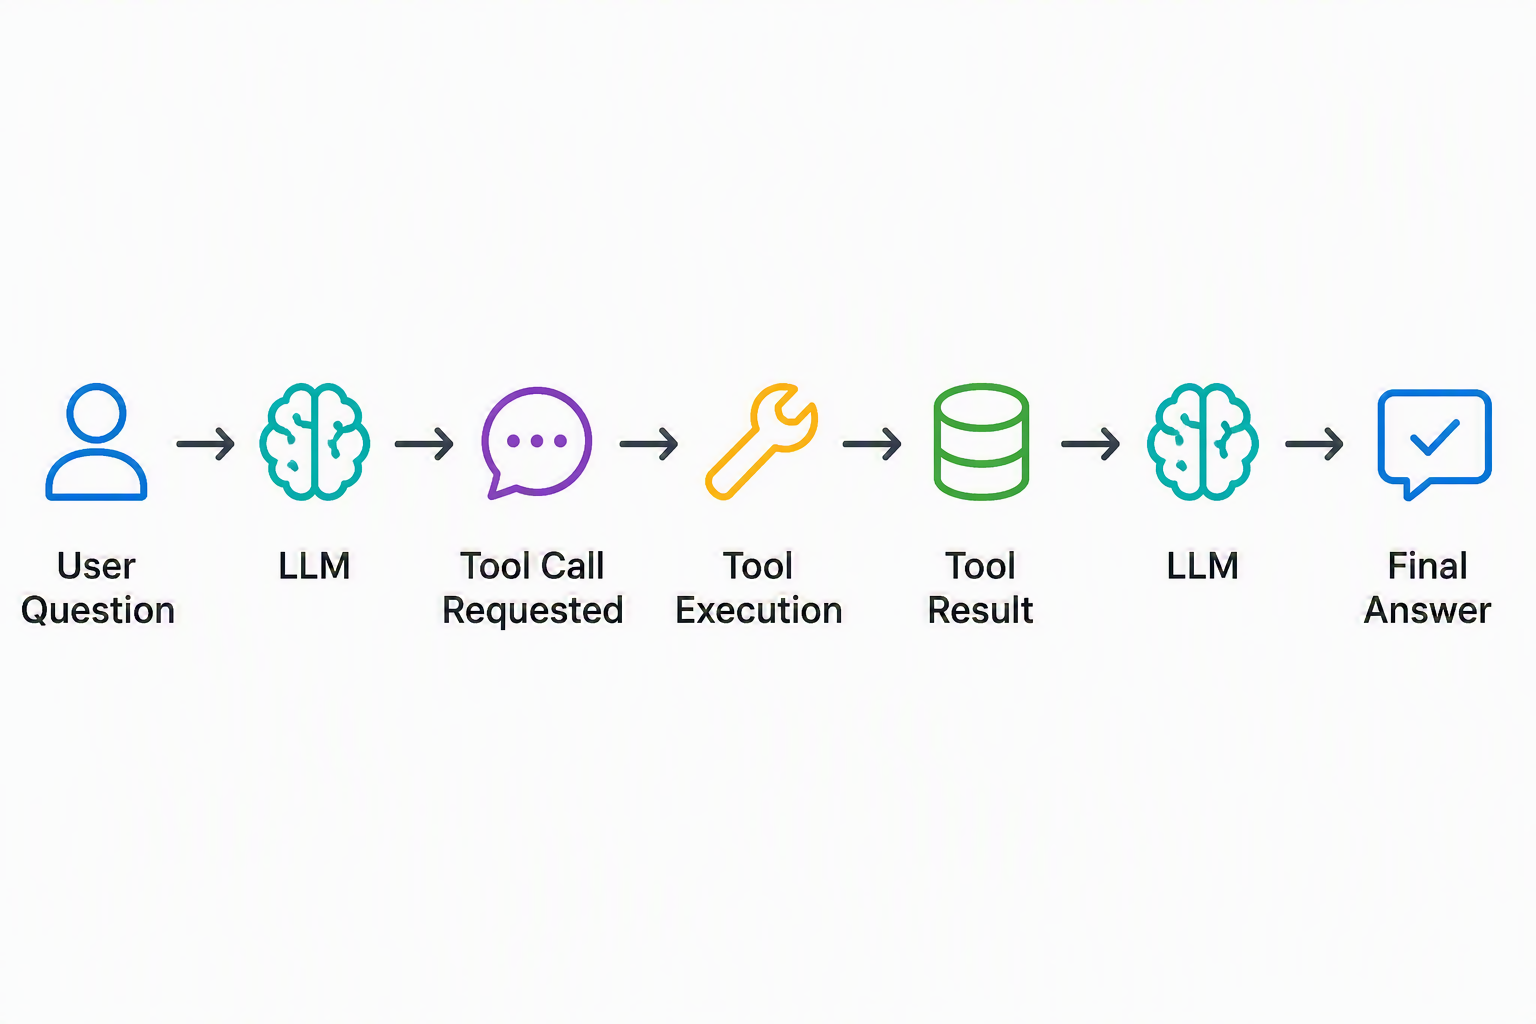 User
Question
LLM
Tool Call
Requested
Tool
Execution
Tool
Result
LLM
Final
Answer